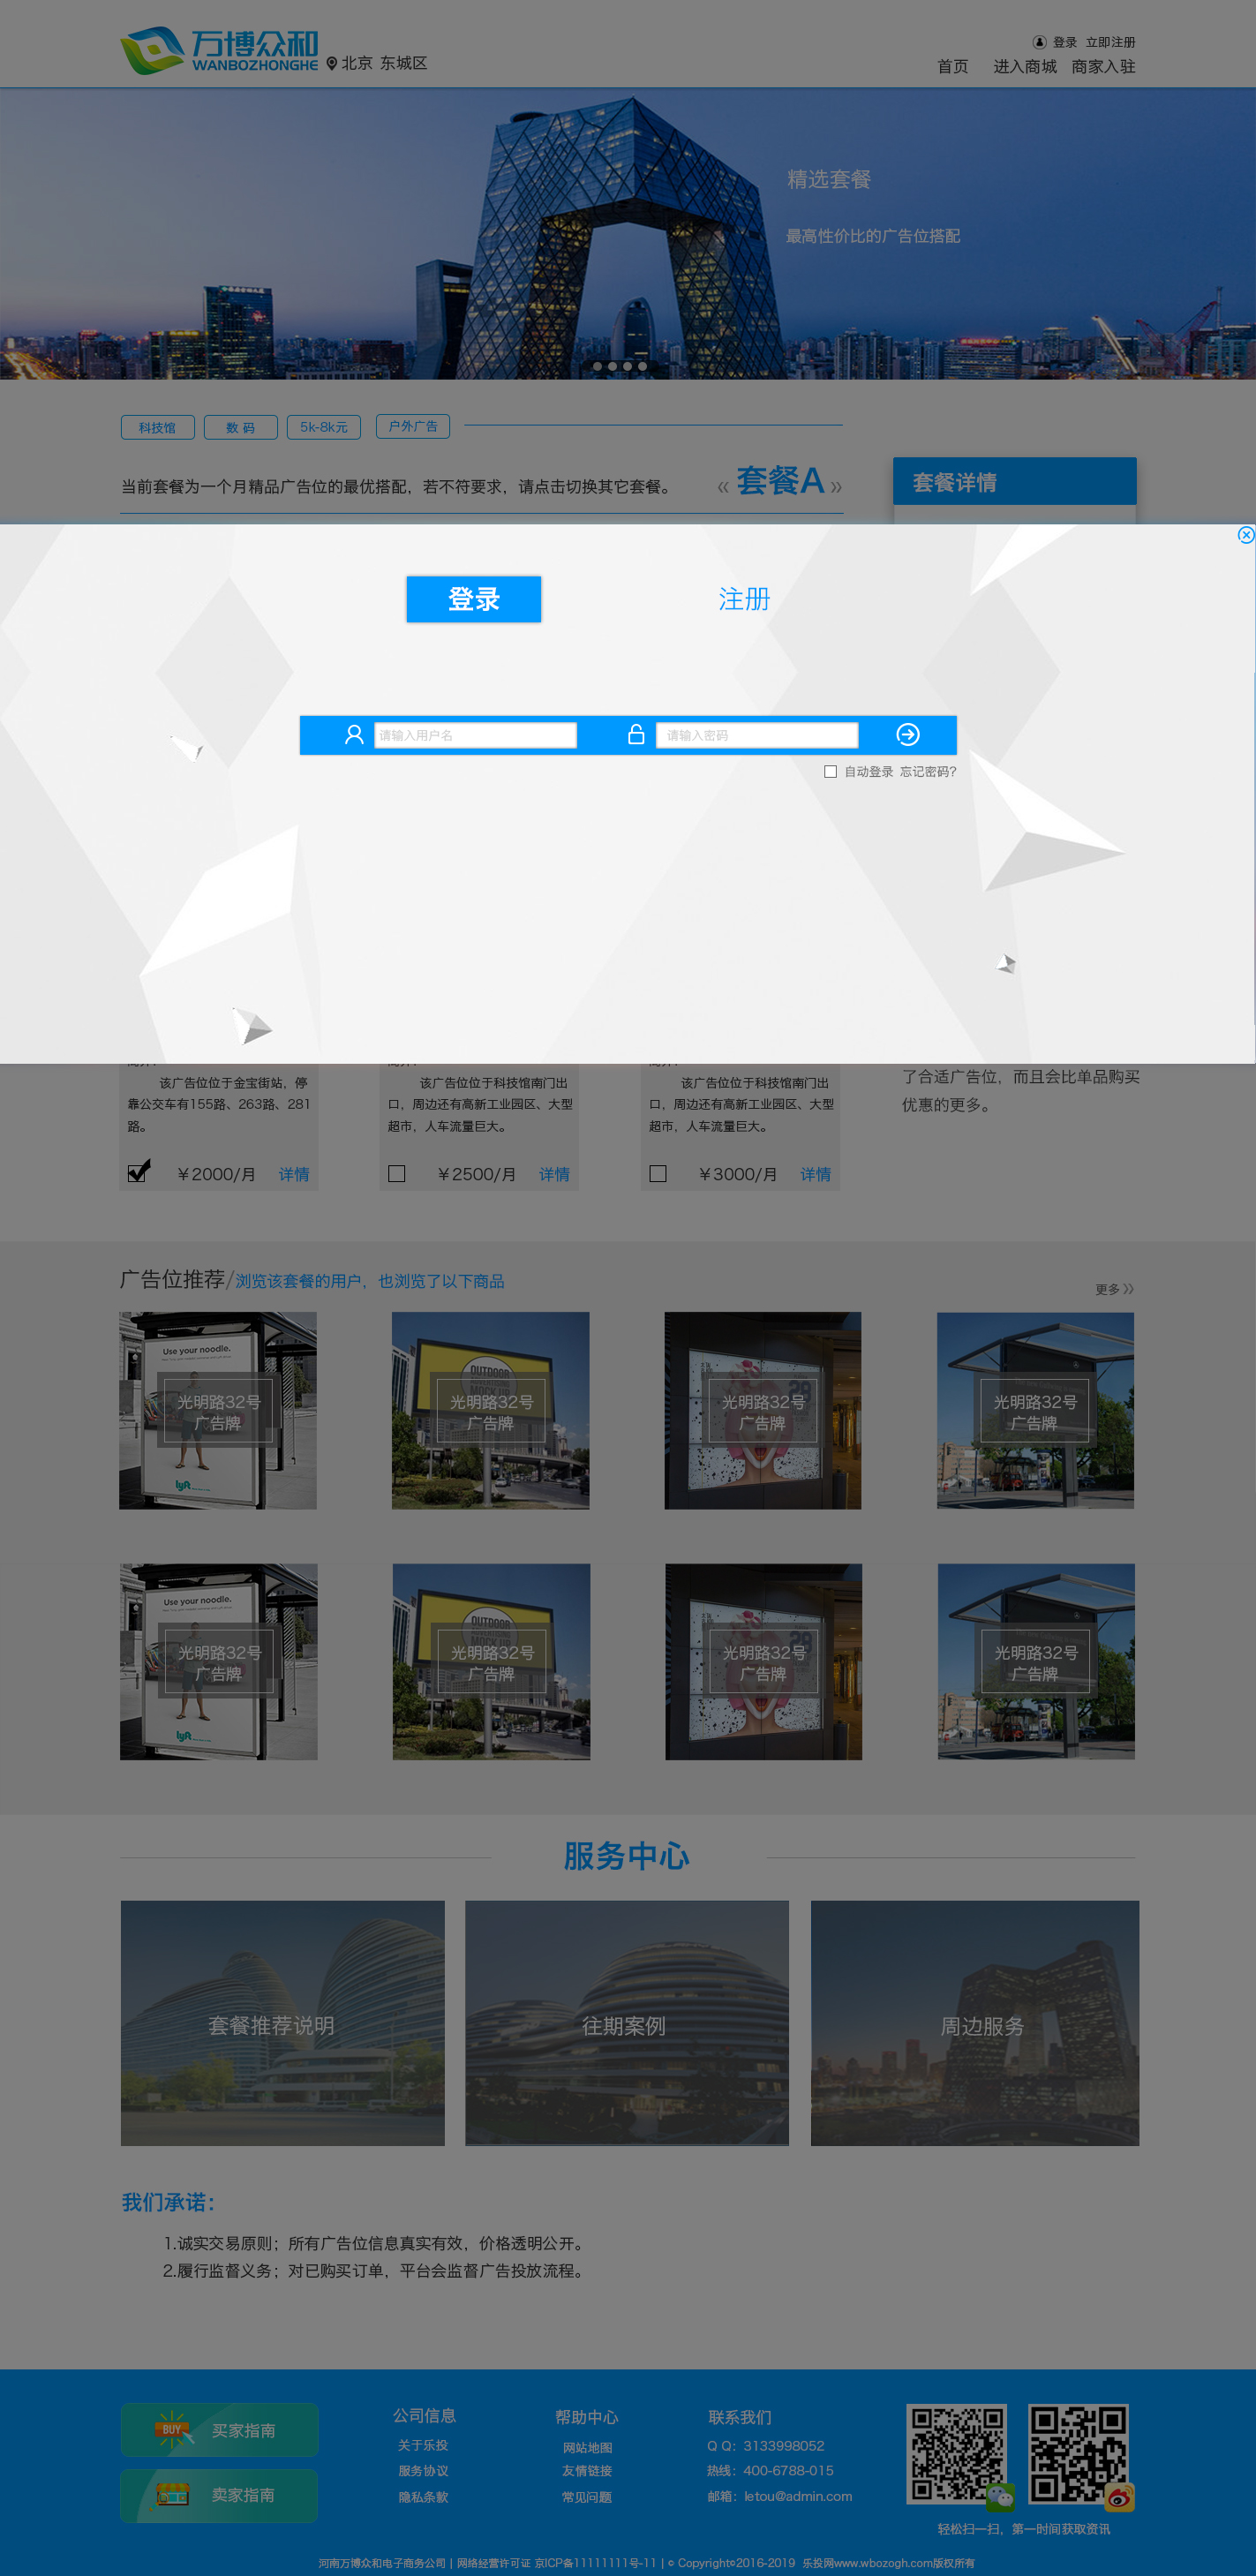 万博众和
WANBOZHONGHE
北京 东城区
登录 立即注册
首页 进入商城 商家入驻
精选套餐
最高性价比的广告位搭配
科技馆 数 码 5k-8k元 户外广告
当前套餐为一个月精品广告位的最优搭配，若不符要求，请点击切换其它套餐。
« 套餐A »
套餐详情
登录 注册
请输入用户名 请输入密码
自动登录 忘记密码?
该广告位位于金宝街站，停
靠公交车有155路、263路、281
路。
￥2000/月 详情
该广告位位于科技馆南门出
口，周边还有高新工业园区、大型
超市，人车流量巨大。
￥2500/月 详情
该广告位位于科技馆南门出
口，周边还有高新工业园区、大型
超市，人车流量巨大。
￥3000/月 详情
了合适广告位，而且会比单品购买
优惠的更多。
广告位推荐/浏览该套餐的用户，也浏览了以下商品
更多
Use your noodle.
光明路32号
广告牌
lyft
OUTDOOR
光明路32号
广告牌
28
光明路32号
广告牌
光明路32号
广告牌
Use your noodle.
光明路32号
广告牌
lyft
OUTDOOR
光明路32号
广告牌
28
光明路32号
广告牌
光明路32号
广告牌
服务中心
套餐推荐说明
往期案例
周边服务
我们承诺：
1.诚实交易原则；所有广告位信息真实有效，价格透明公开。
2.履行监督义务；对已购买订单，平台会监督广告投放流程。
BUY 买家指南
卖家指南
公司信息
关于乐投
服务协议
隐私条款
帮助中心
网站地图
友情链接
常见问题
联系我们
Q Q：3133998052
热线：400-6788-015
邮箱：letou@admin.com
轻松扫一扫，第一时间获取资讯
河南万博众和电子商务公司 | 网络经营许可证 京ICP备11111111号-11 | © Copyright©2016-2019 乐投网www.wbozogh.com版权所有